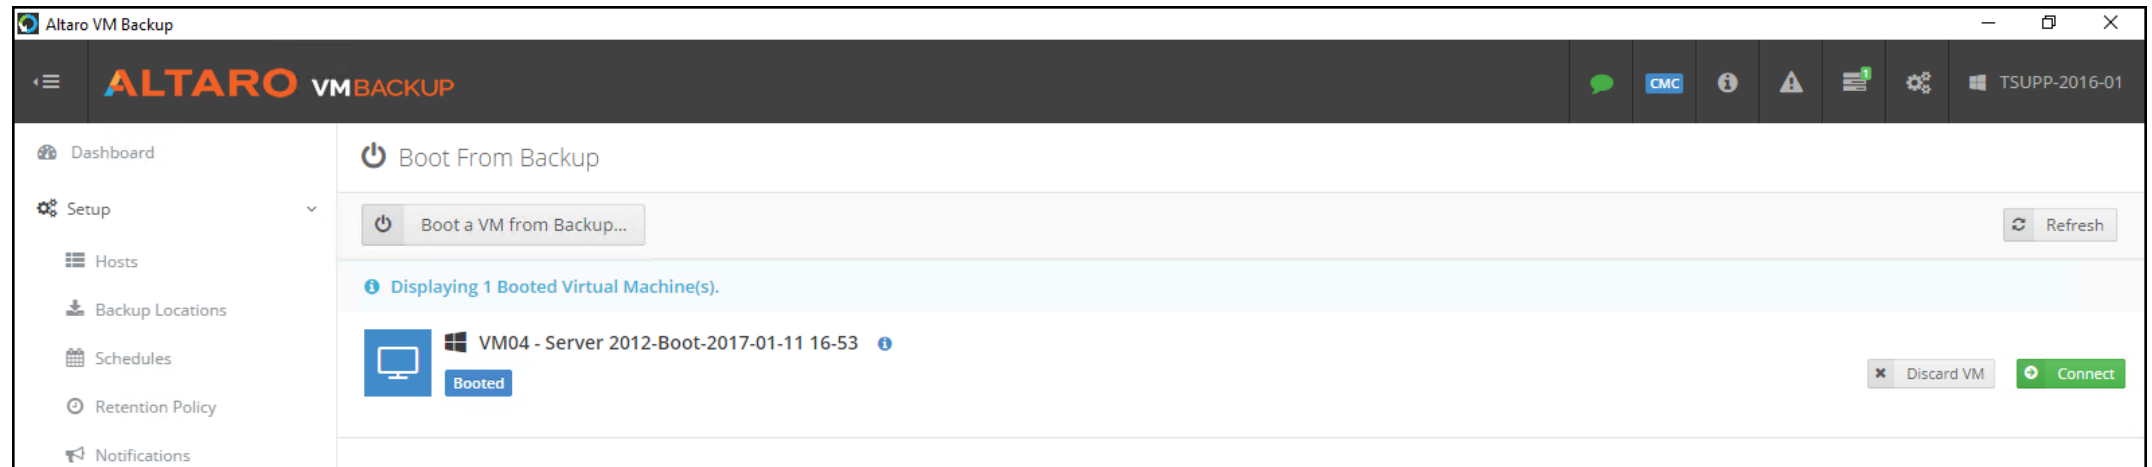 Altaro VM Backup
ALTARO VMBACKUP
CMC
1
TSUPP-2016-01
Dashboard
Setup
Hosts
Backup Locations
Schedules
Retention Policy
Notifications
Boot From Backup
Boot a VM from Backup...
Refresh
Displaying 1 Booted Virtual Machine(s).
VM04 - Server 2012-Boot-2017-01-11 16-53
Booted
Discard VM
Connect